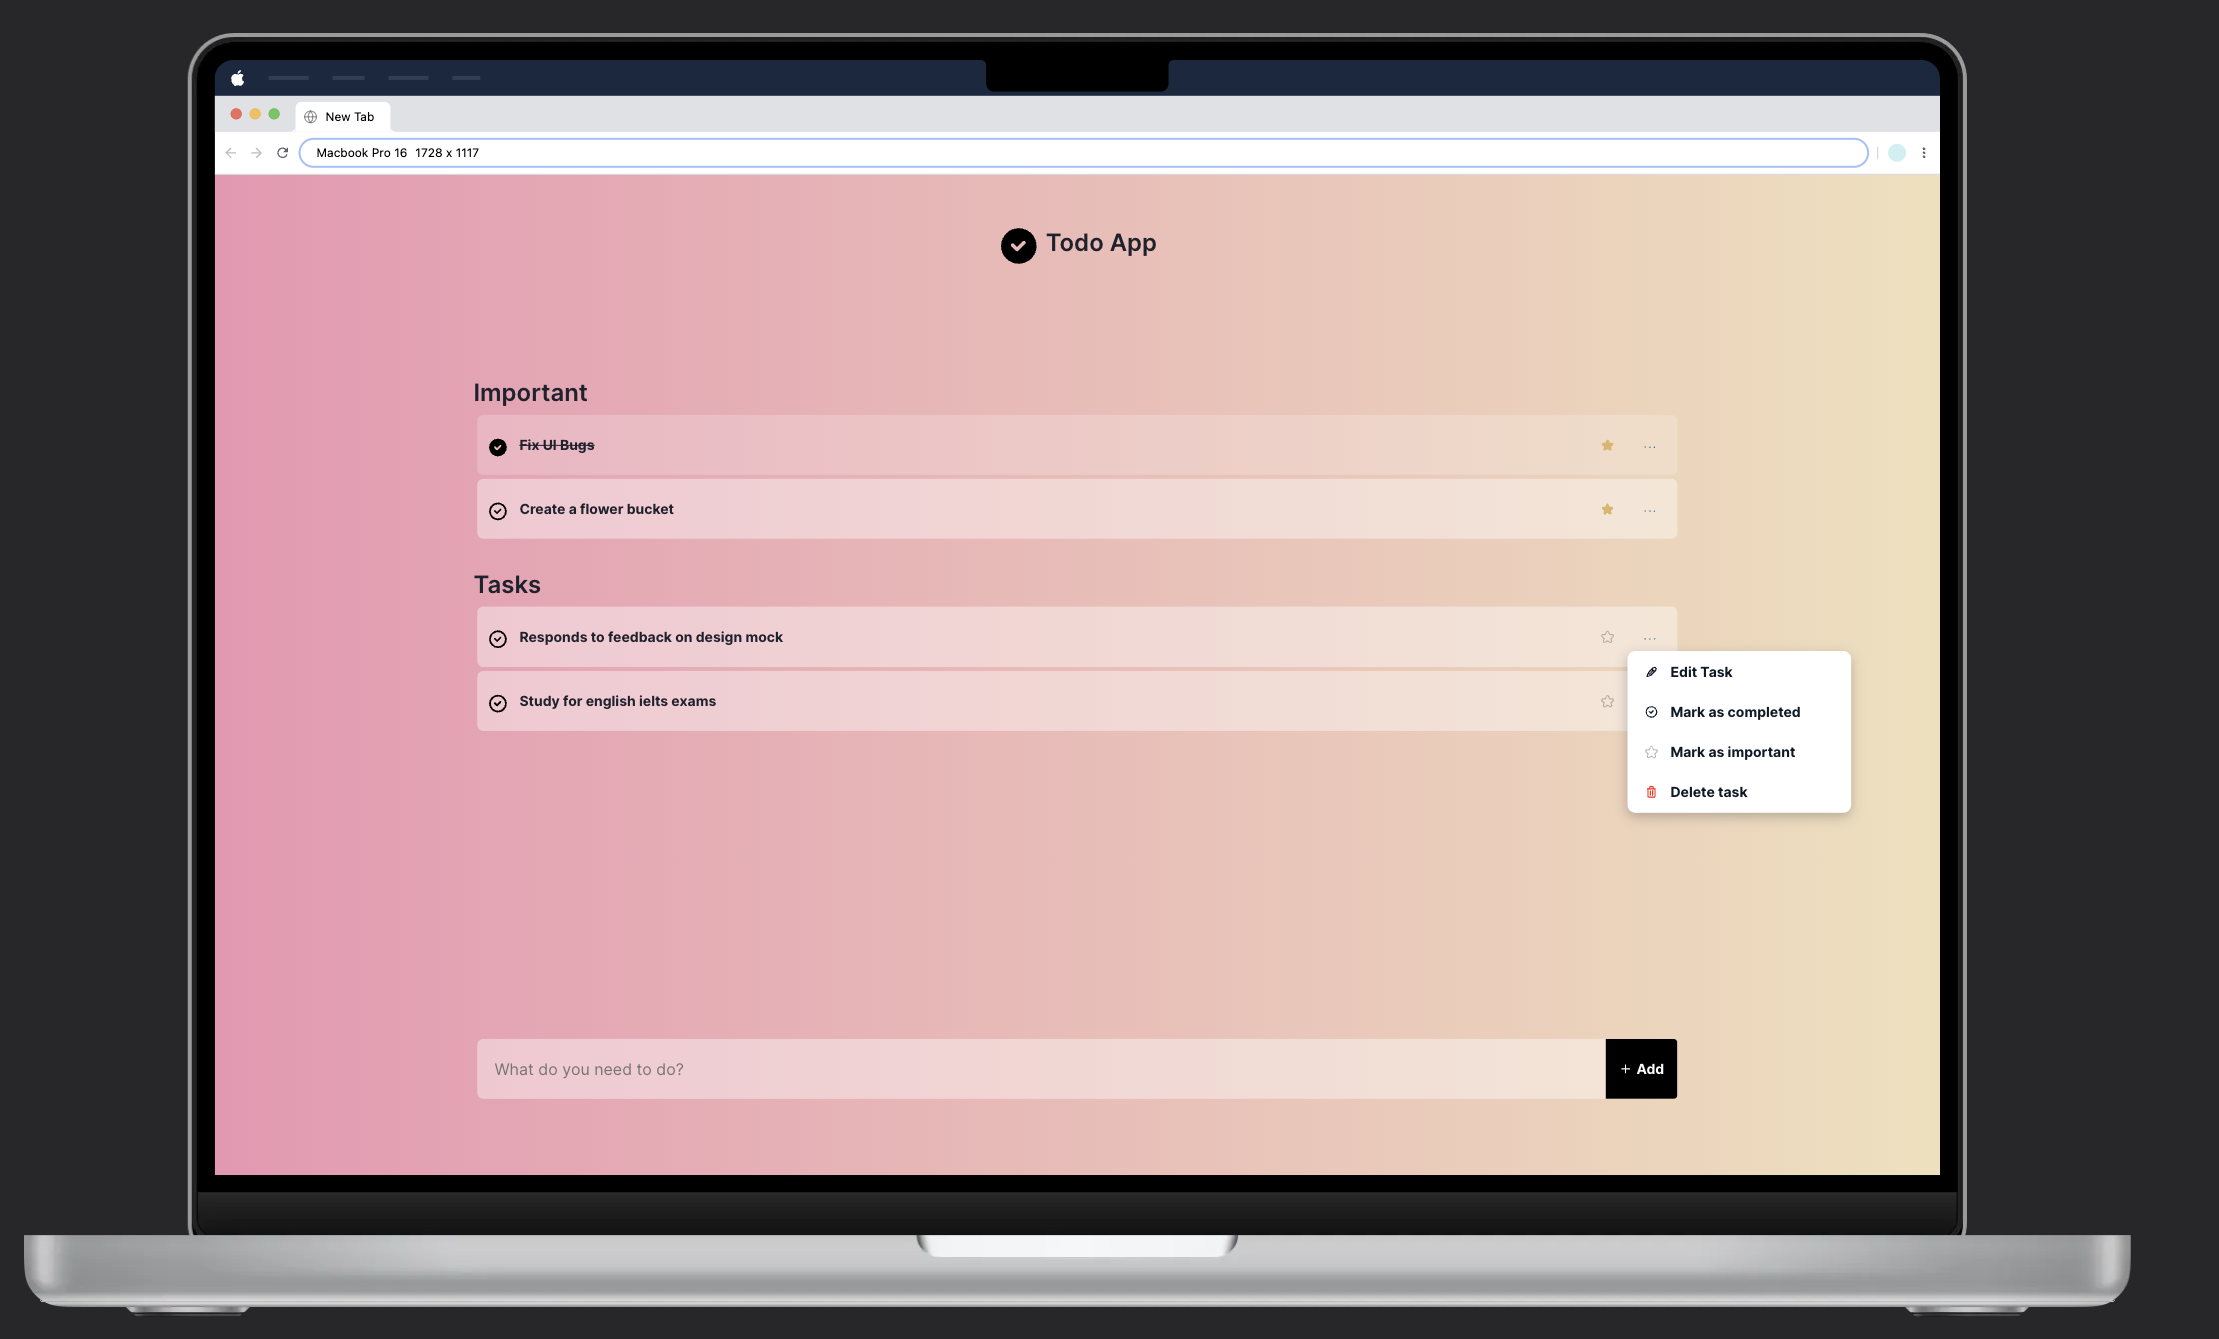 New Tab
Macbook Pro 16 1728 x 1117
Todo App
Important
Fix UI Bugs
Create a flower bucket
Tasks
Responds to feedback on design mock
Study for english ielts exams
Edit Task
Mark as completed
Mark as important
Delete task
What do you need to do?
+ Add